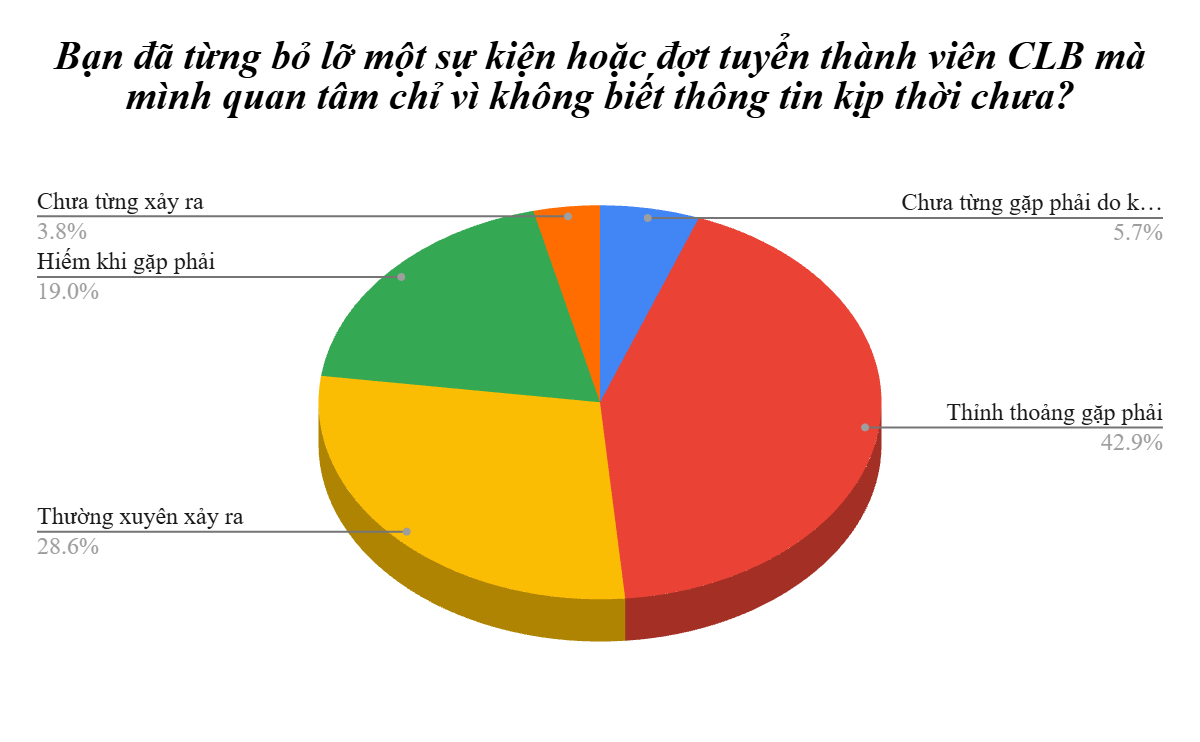 Bạn đã từng bỏ lỡ một sự kiện hoặc đợt tuyển thành viên CLB mà
mình quan tâm chỉ vì không biết thông tin kịp thời chưa?
Chưa từng xảy ra
3.8%
Hiếm khi gặp phải
19.0%
Thường xuyên xảy ra
28.6%
Chưa từng gặp phải do k…
5.7%
Thỉnh thoảng gặp phải
42.9%